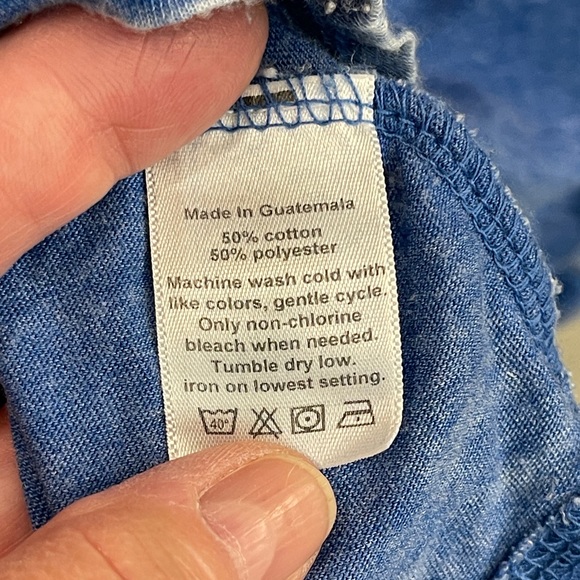 Made In Guatemala
50% cotton
50% polyester
Machine wash cold with
like colors, gentle cycle.
Only non-chlorine
bleach when needed.
Tumble dry low.
iron on lowest setting.
40°